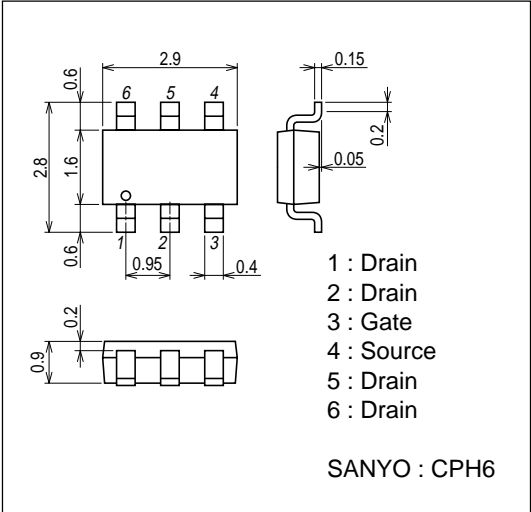 2.9
0.15
0.6
6 5 4
0.2
2.8
1.6
0.05
0.6
1 2 3
0.95
0.4
1 : Drain
2 : Drain
3 : Gate
4 : Source
5 : Drain
6 : Drain
0.2
0.9
SANYO : CPH6